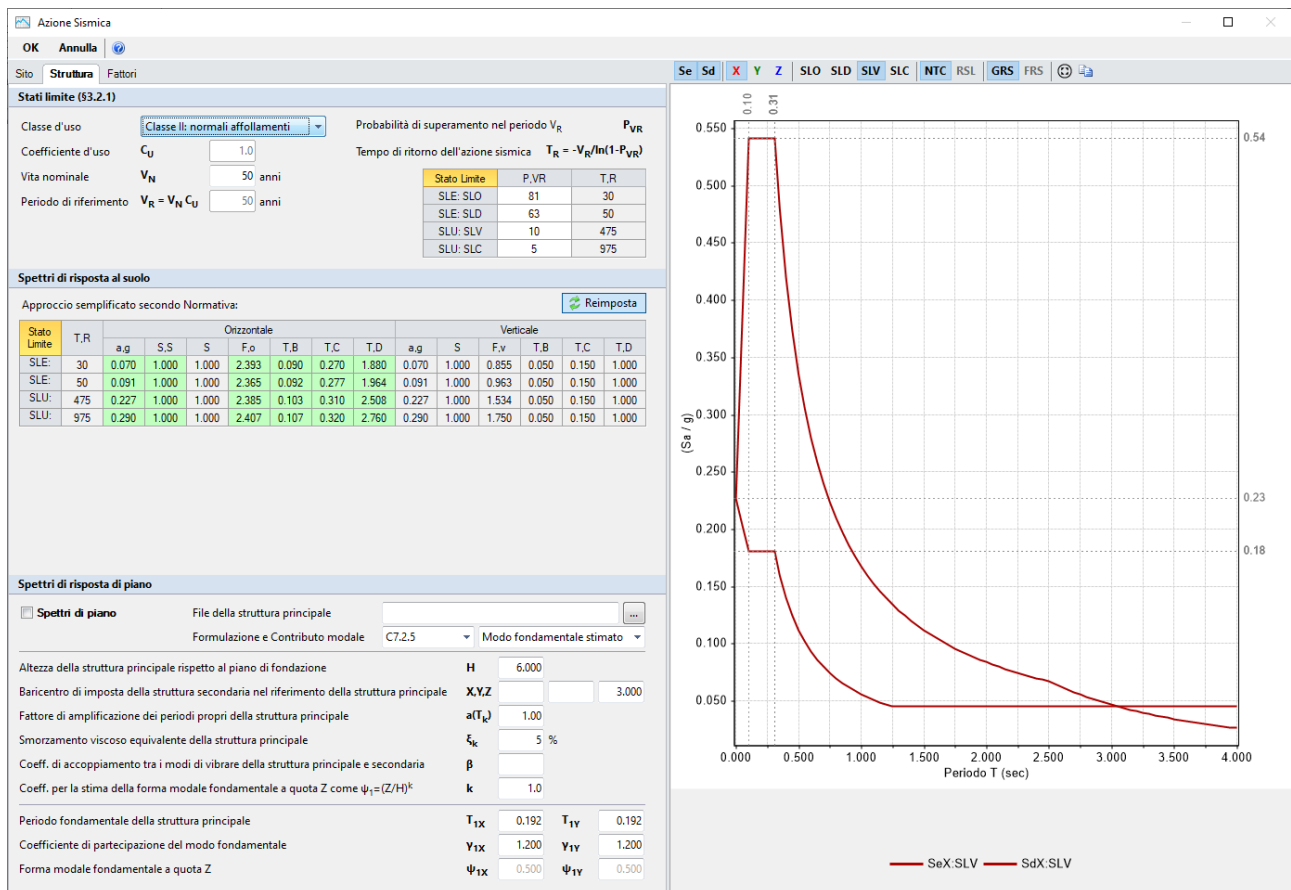 Azione Sismica
OK Annulla
Sito Struttura Fattori
Stati limite (§3.2.1)
Classe d'uso Classe II: normali affollamenti Probabilità di superamento nel periodo VR PVR
Coefficiente d'uso CU 1.0 Tempo di ritorno dell'azione sismica TR = -VR/ln(1-PVR)
Vita nominale VN 50 anni
Periodo di riferimento VR = VN CU 50 anni
Stato Limite P,VR T,R
SLE: SLO 81 30
SLE: SLD 63 50
SLU: SLV 10 475
SLU: SLC 5 975
Spettri di risposta al suolo
Approccio semplificato secondo Normativa: Reimposta
Stato Limite T,R Orizzontale Verticale
a,g S,S S F,o T,B T,C T,D a,g S F,v T,B T,C T,D
SLE: 30 0.070 1.000 1.000 2.393 0.090 0.270 1.880 0.070 1.000 0.855 0.050 0.150 1.000
SLE: 50 0.091 1.000 1.000 2.365 0.092 0.277 1.964 0.091 1.000 0.963 0.050 0.150 1.000
SLU: 475 0.227 1.000 1.000 2.385 0.103 0.310 2.508 0.227 1.000 1.534 0.050 0.150 1.000
SLU: 975 0.290 1.000 1.000 2.407 0.107 0.320 2.760 0.290 1.000 1.750 0.050 0.150 1.000
Spettri di risposta di piano
Spettri di piano File della struttura principale ...
Formulazione e Contributo modale C7.2.5 Modo fondamentale stimato
Altezza della struttura principale rispetto al piano di fondazione H 6.000
Baricentro di imposta della struttura secondaria nel riferimento della struttura principale X,Y,Z 3.000
Fattore di amplificazione dei periodi propri della struttura principale a(Tk) 1.00
Smorzamento viscoso equivalente della struttura principale ξk 5 %
Coeff. di accoppiamento tra i modi di vibrare della struttura principale e secondaria β
Coeff. per la stima della forma modale fondamentale a quota Z come ψ1=(Z/H)k k 1.0
Periodo fondamentale della struttura principale T1X 0.192 T1Y 0.192
Coefficiente di partecipazione del modo fondamentale γ1X 1.200 γ1Y 1.200
Forma modale fondamentale a quota Z ψ1X 0.500 ψ1Y 0.500
Se Sd X Y Z SLO SLD SLV SLC NTC RSL GRS FRS
0.10 0.31
0.550
0.54
0.500
0.450
0.400
0.350
0.300
0.250
0.23
0.200
0.18
0.150
0.100
0.050
(Sa / g)
0.000 0.500 1.000 1.500 2.000 2.500 3.000 3.500 4.000
Periodo T (sec)
SeX:SLV SdX:SLV